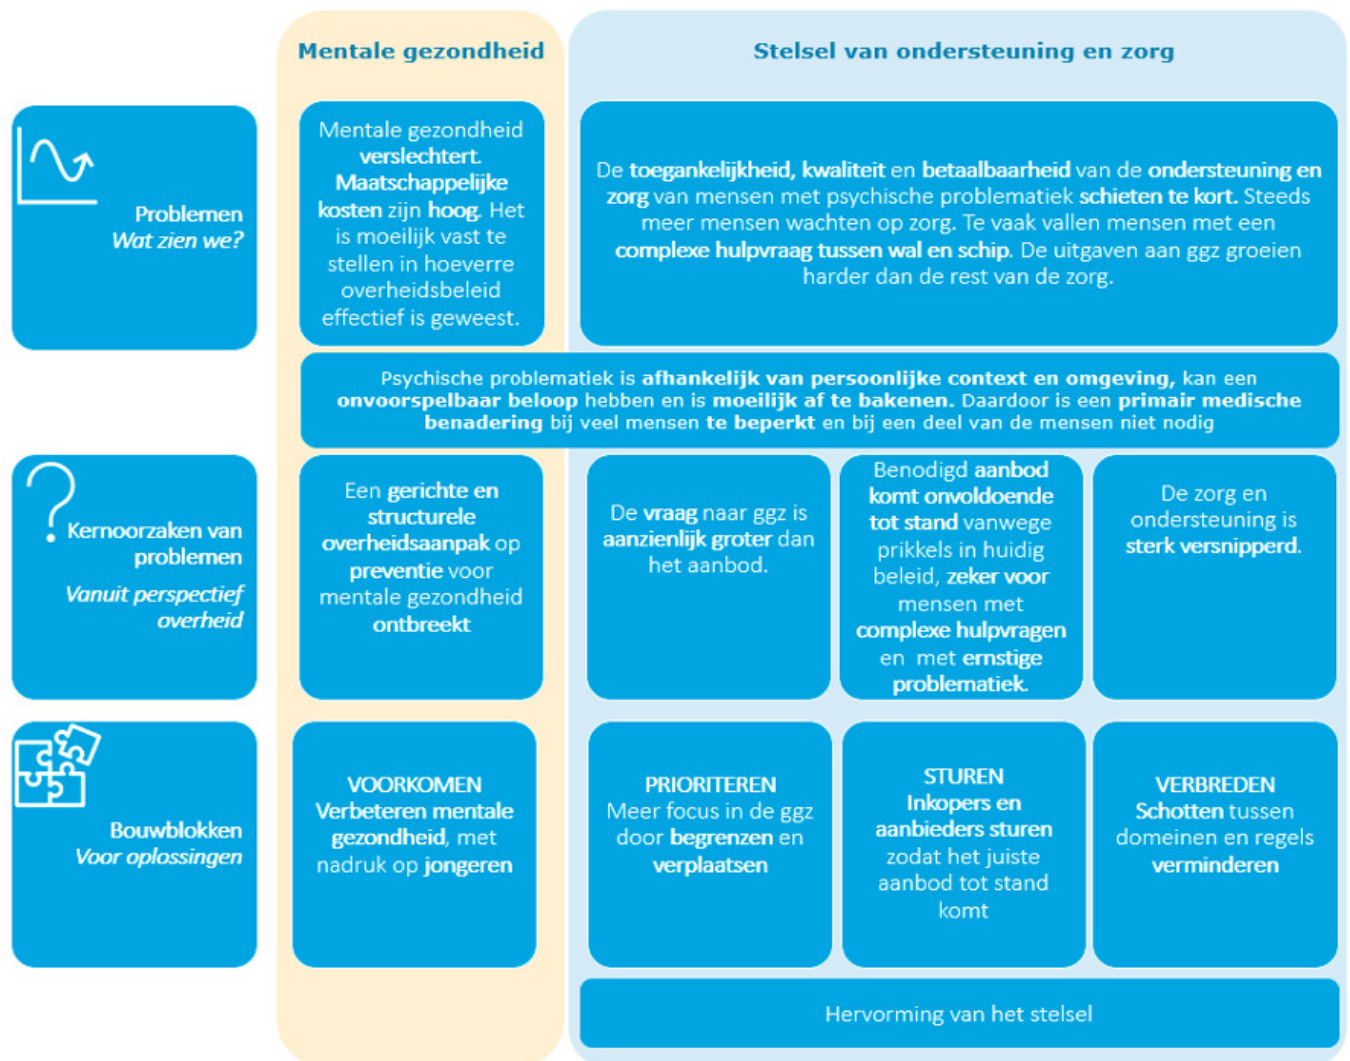 Mentale gezondheid
Stelsel van ondersteuning en zorg
Problemen
Wat zien we?
Mentale gezondheid
verslechtert.
Maatschappelijke
kosten zijn hoog. Het
is moeilijk vast te
stellen in hoeverre
overheidsbeleid
effectief is geweest.
De toegankelijkheid, kwaliteit en betaalbaarheid van de ondersteuning en
zorg van mensen met psychische problematiek schieten te kort. Steeds
meer mensen wachten op zorg. Te vaak vallen mensen met een
complexe hulpvraag tussen wal en schip. De uitgaven aan ggz groeien
harder dan de rest van de zorg.
Psychische problematiek is afhankelijk van persoonlijke context en omgeving, kan een
onvoorspelbaar beloop hebben en is moeilijk af te bakenen. Daardoor is een primair medische
benadering bij veel mensen te beperkt en bij een deel van de mensen niet nodig
Kernoorzaken van
problemen
Vanuit perspectief
overheid
Een gerichte en
structurele
overheidsaanpak op
preventie voor
mentale gezondheid
ontbreekt
De vraag naar ggz is
aanzienlijk groter dan
het aanbod.
Benodigd aanbod
komt onvoldoende
tot stand vanwege
prikkels in huidig
beleid, zeker voor
mensen met
complexe hulpvragen
en met ernstige
problematiek.
De zorg en
ondersteuning is
sterk versnipperd.
Bouwblokken
Voor oplossingen
VOORKOMEN
Verbeteren mentale
gezondheid, met
nadruk op jongeren
PRIORITEREN
Meer focus in de ggz
door begrenzen en
verplaatsen
STUREN
Inkopers en
aanbieders sturen
zodat het juiste
aanbod tot stand
komt
VERBREDEN
Schotten tussen
domeinen en regels
verminderen
Hervorming van het stelsel